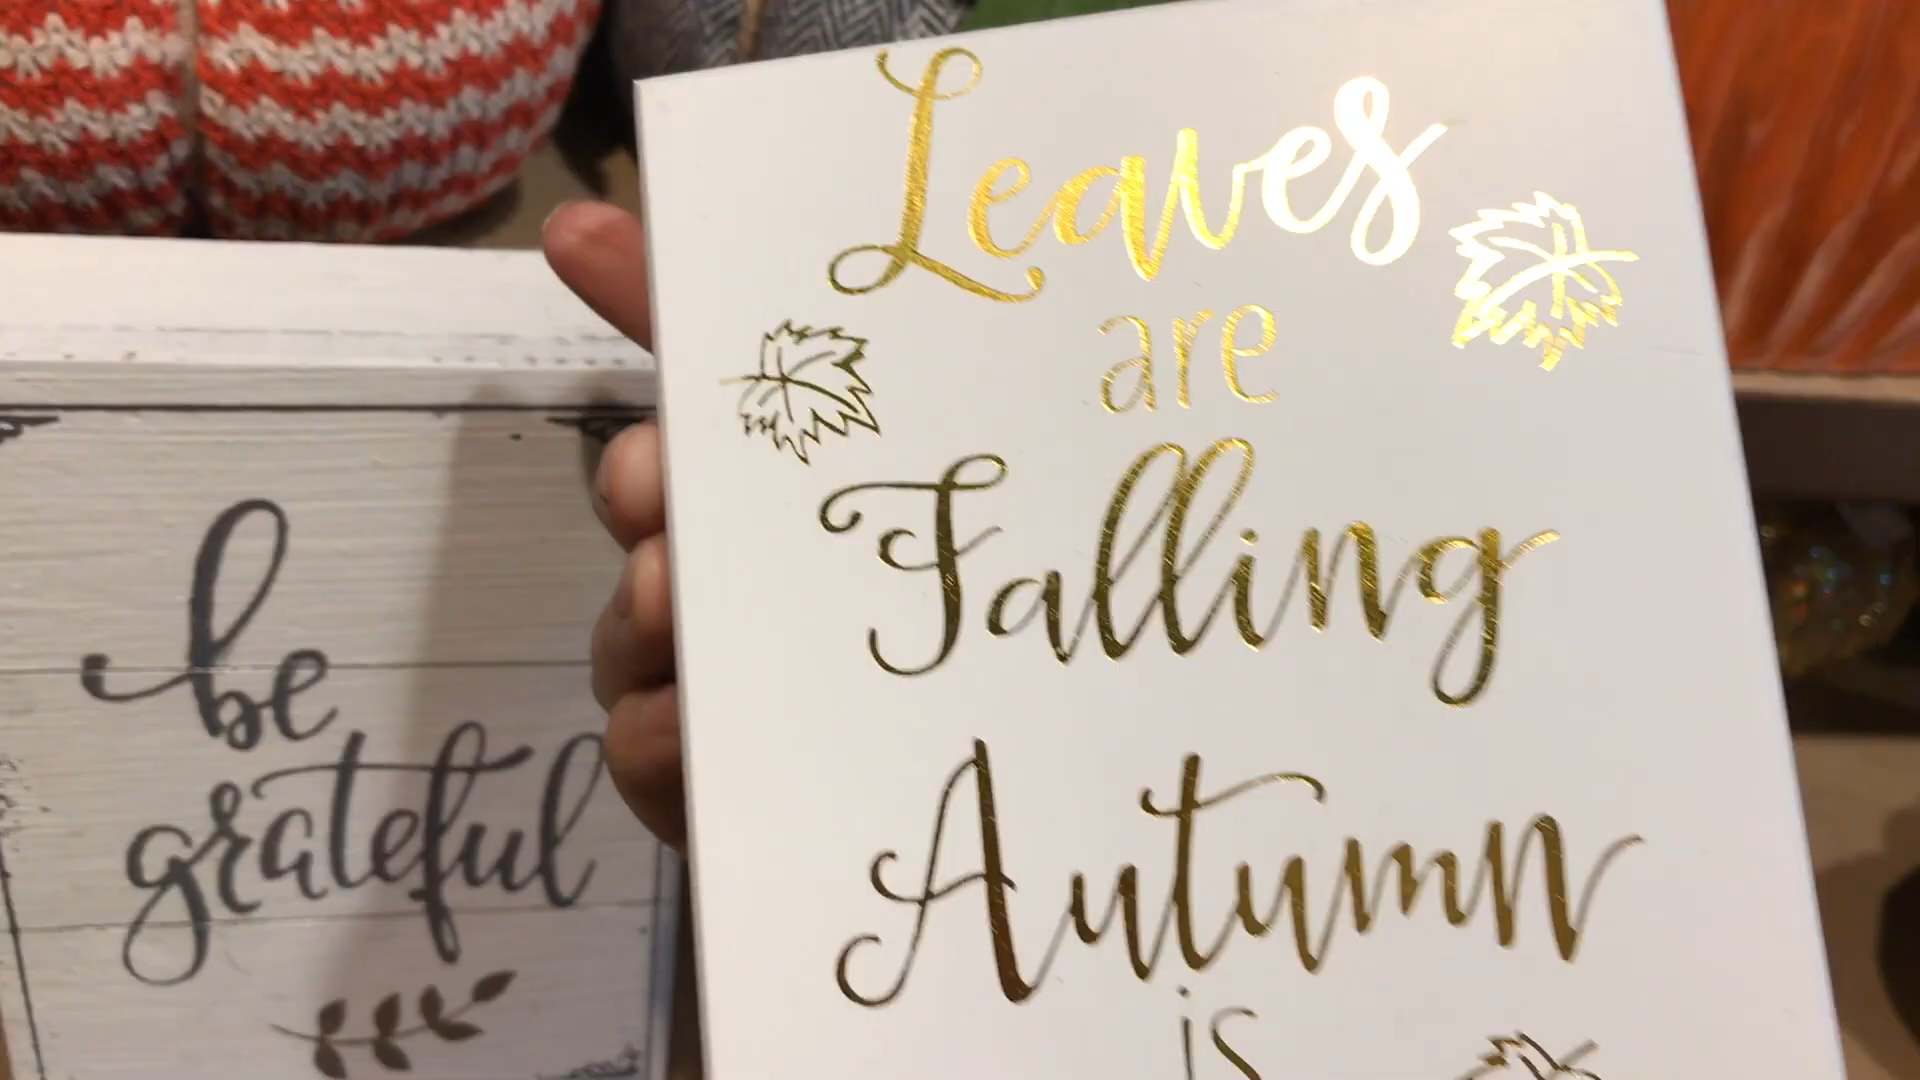 Leaves
are
Falling
Autumn
is
be
grateful